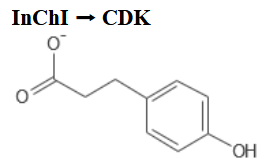 InChI → CDK
O-
O
OH